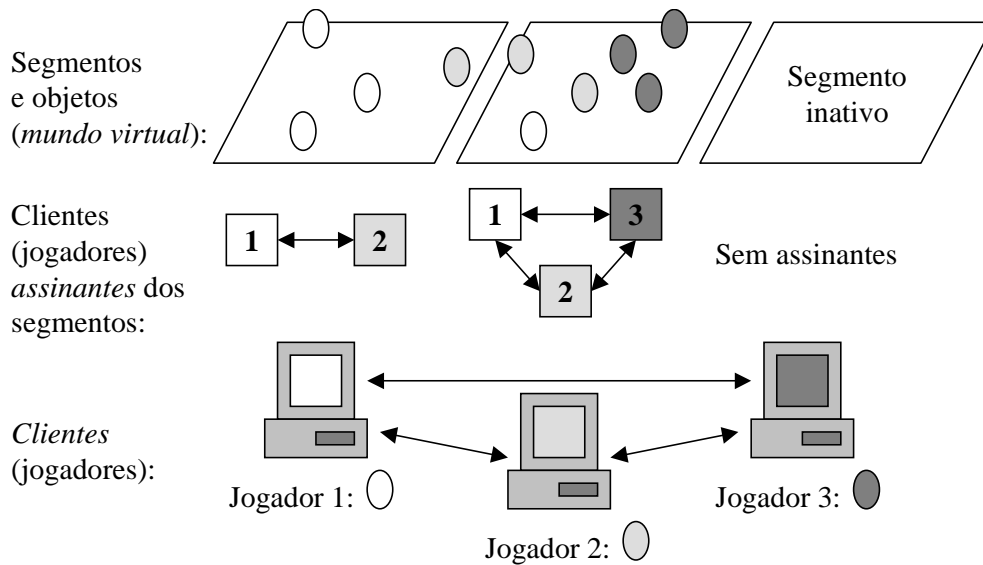 Segmentos
e objetos
(mundo virtual):
Segmento
inativo
Clientes
(jogadores)
assinantes dos
segmentos:
1
2
1
3
2
Sem assinantes
Clientes
(jogadores):
Jogador 1:
Jogador 2:
Jogador 3: